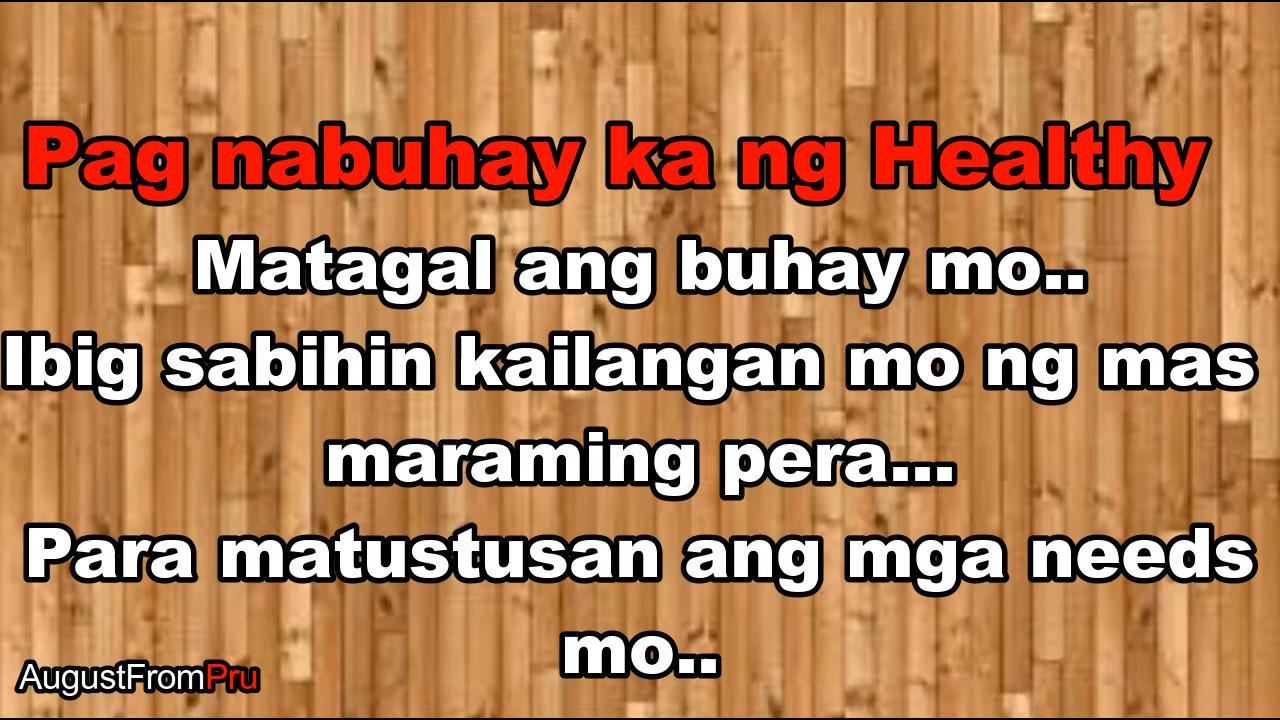 Pag nabuhay ka ng Healthy
Matagal ang buhay mo..
Ibig sabihin kailangan mo ng mas
maraming pera...
Para matustusan ang mga needs
mo..
AugustFromPru